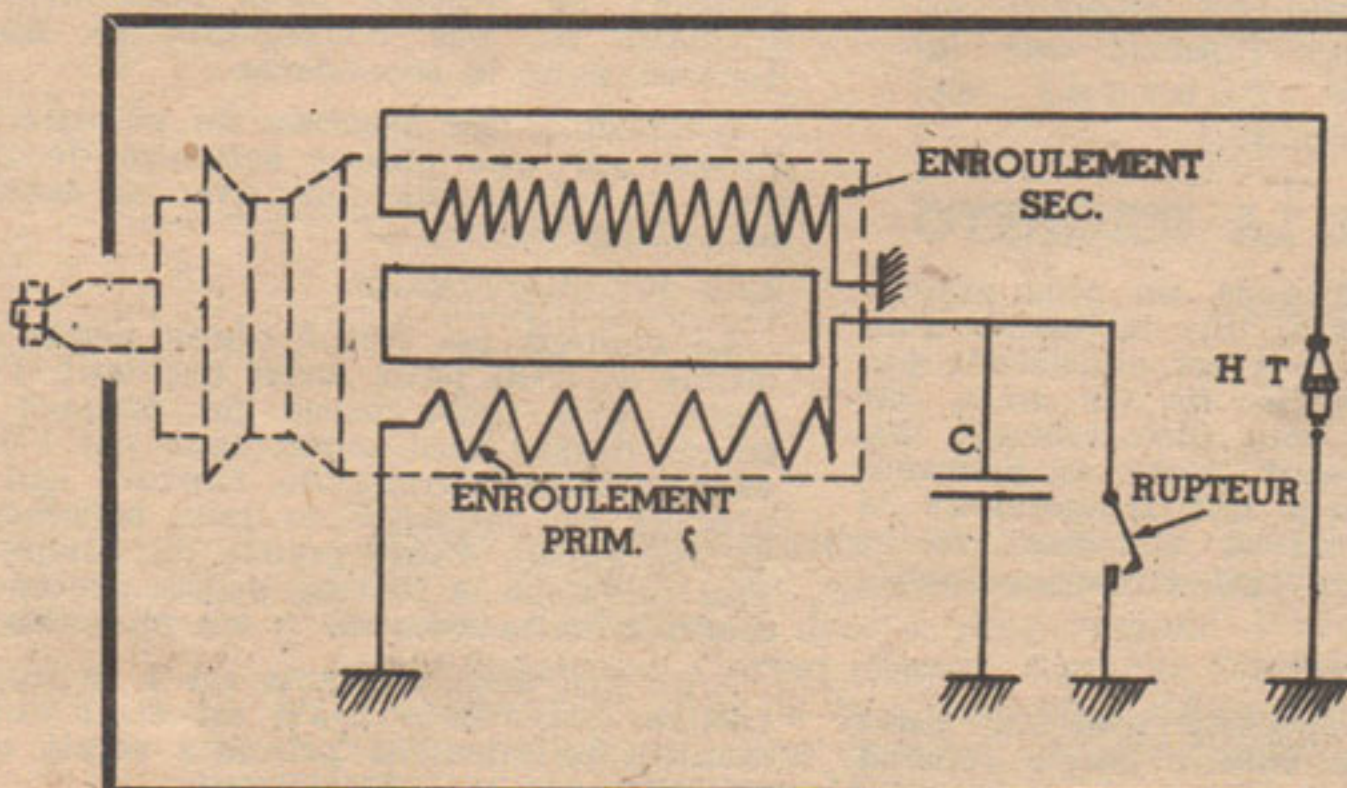 ENROULEMENT
SEC.
H T
C
RUPTEUR
ENROULEMENT
PRIM.